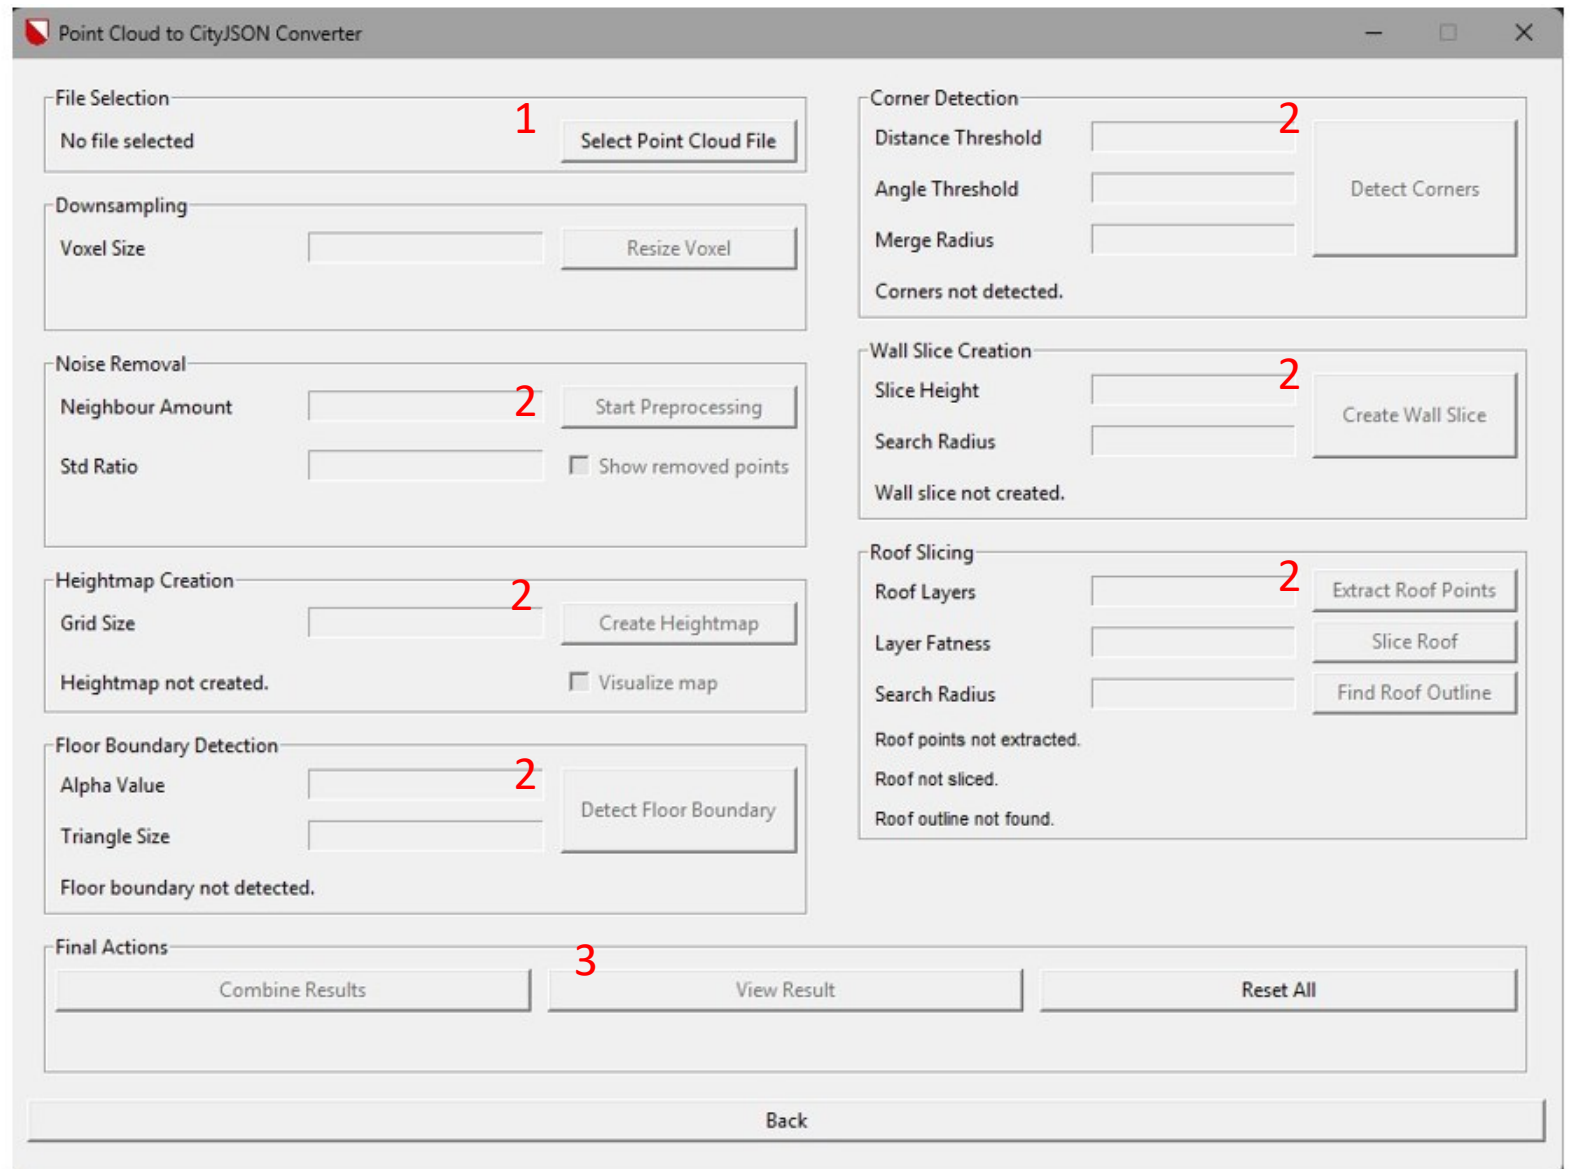 Point Cloud to CityJSON Converter
File Selection
No file selected
1
Select Point Cloud File
Downsampling
Voxel Size
Resize Voxel
Noise Removal
Neighbour Amount
2
Start Preprocessing
Std Ratio
Show removed points
Heightmap Creation
Grid Size
2
Create Heightmap
Heightmap not created.
Visualize map
Floor Boundary Detection
Alpha Value
2
Detect Floor Boundary
Triangle Size
Floor boundary not detected.
Corner Detection
Distance Threshold
2
Angle Threshold
Detect Corners
Merge Radius
Corners not detected.
Wall Slice Creation
Slice Height
2
Create Wall Slice
Search Radius
Wall slice not created.
Roof Slicing
Roof Layers
2
Extract Roof Points
Layer Fatness
Slice Roof
Search Radius
Find Roof Outline
Roof points not extracted.
Roof not sliced.
Roof outline not found.
Final Actions
3
Combine Results
View Result
Reset All
Back